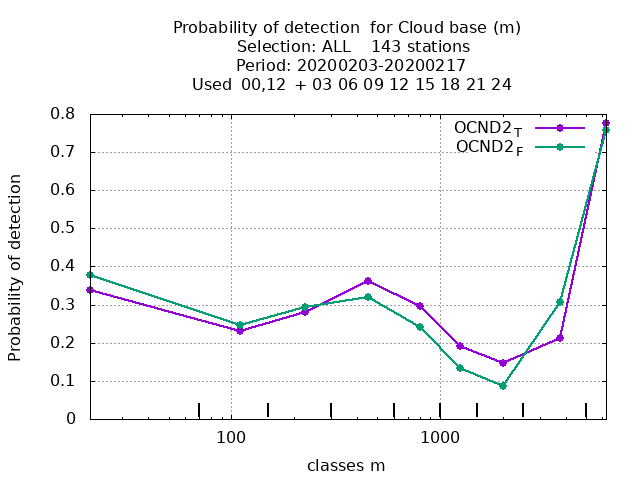 Probability of detection  for Cloud base (m)
Selection: ALL    143 stations
Period: 20200203-20200217
Used  00,12  + 03 06 09 12 15 18 21 24
OCND2T
OCND2F
Probability of detection
0.8
0.7
0.6
0.5
0.4
0.3
0.2
0.1
0
100 1000
classes m